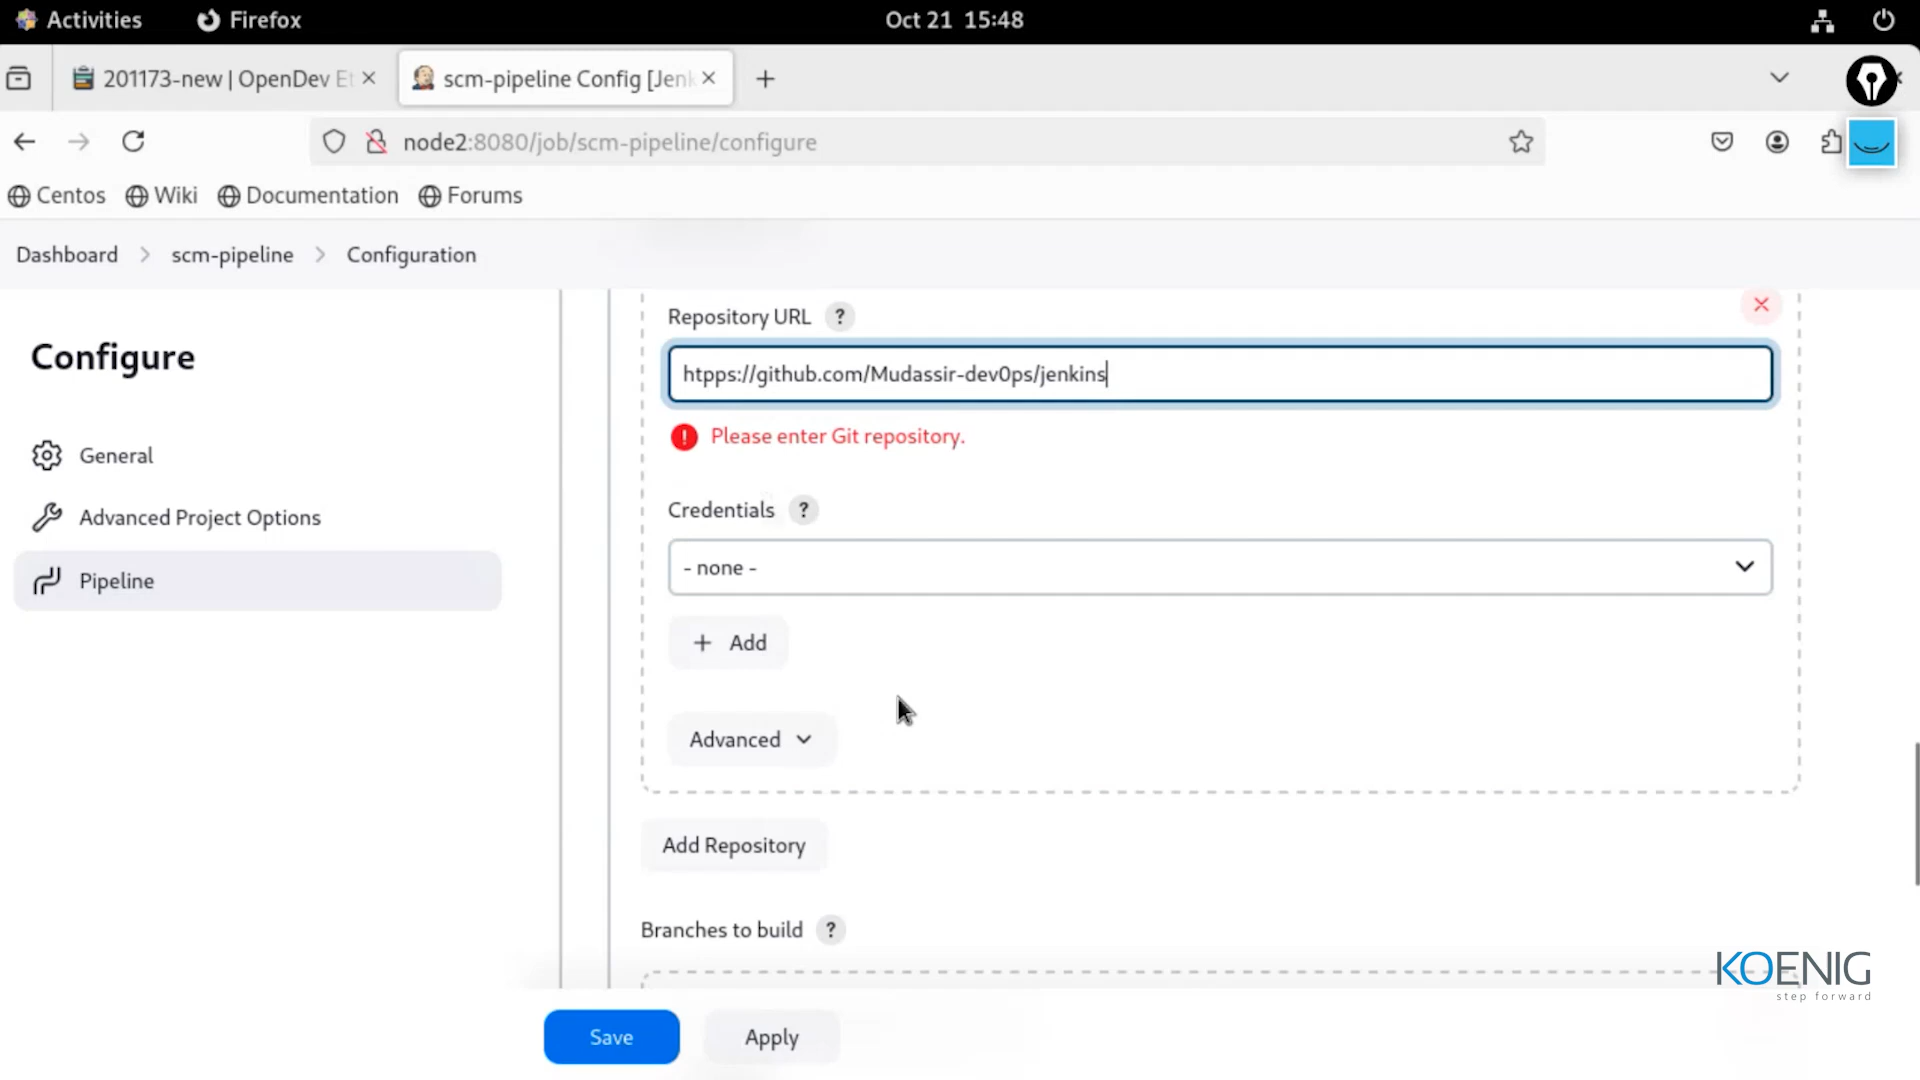 Activities
Firefox
Oct 21 15:48
201173-new | OpenDev Et
scm-pipeline Config [Jenk
node2:8080/job/scm-pipeline/configure
Centos
Wiki
Documentation
Forums
Dashboard
scm-pipeline
Configuration
Configure
General
Advanced Project Options
Pipeline
Repository URL ?
htpps://github.com/Mudassir-dev0ps/jenkins
Please enter Git repository.
Credentials ?
- none -
+ Add
Advanced
Add Repository
Branches to build ?
Save
Apply
KOENIG
step forward